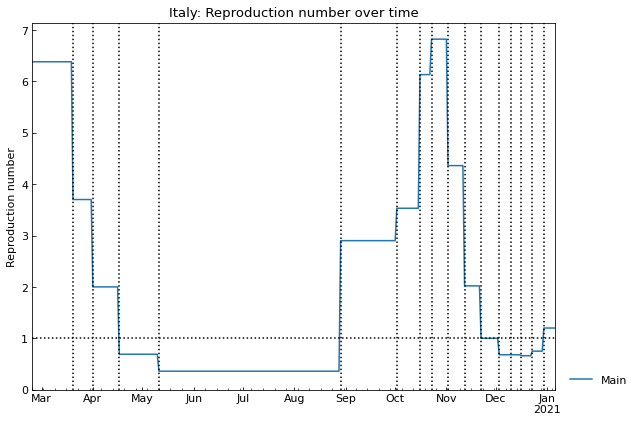 Italy: Reproduction number over time
Reproduction number
7
6
5
4
3
2
1
0
Mar Apr May Jun Jul Aug Sep Oct Nov Dec Jan
2021
Main